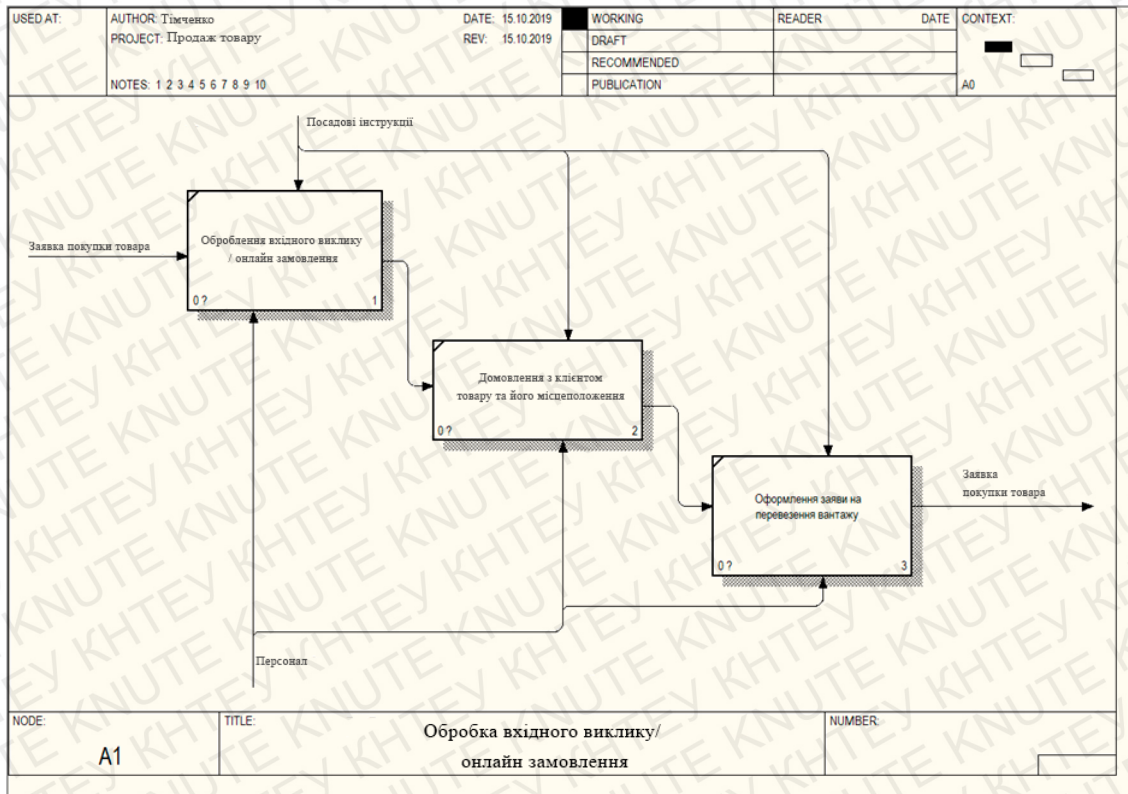 USED AT:
AUTHOR: Тімченко
DATE: 15.10.2019
WORKING
READER
DATE
CONTEXT:
PROJECT: Продаж товару
REV: 15.10.2019
DRAFT
RECOMMENDED
NOTES: 1 2 3 4 5 6 7 8 9 10
PUBLICATION
A0
Посадові інструкції
Заявка покупки товара
Оброблення вхідного виклику
/ онлайн замовлення
0 ?
1
Домовлення з клієнтом
товару та його місцеположення
0 ?
2
Оформлення заяви на
перевезення вантажу
0 ?
3
Заявка
покупки товара
Персонал
NODE:
A1
TITLE:
Обробка вхідного виклику/
онлайн замовлення
NUMBER:
KNUTE КНТЕУ